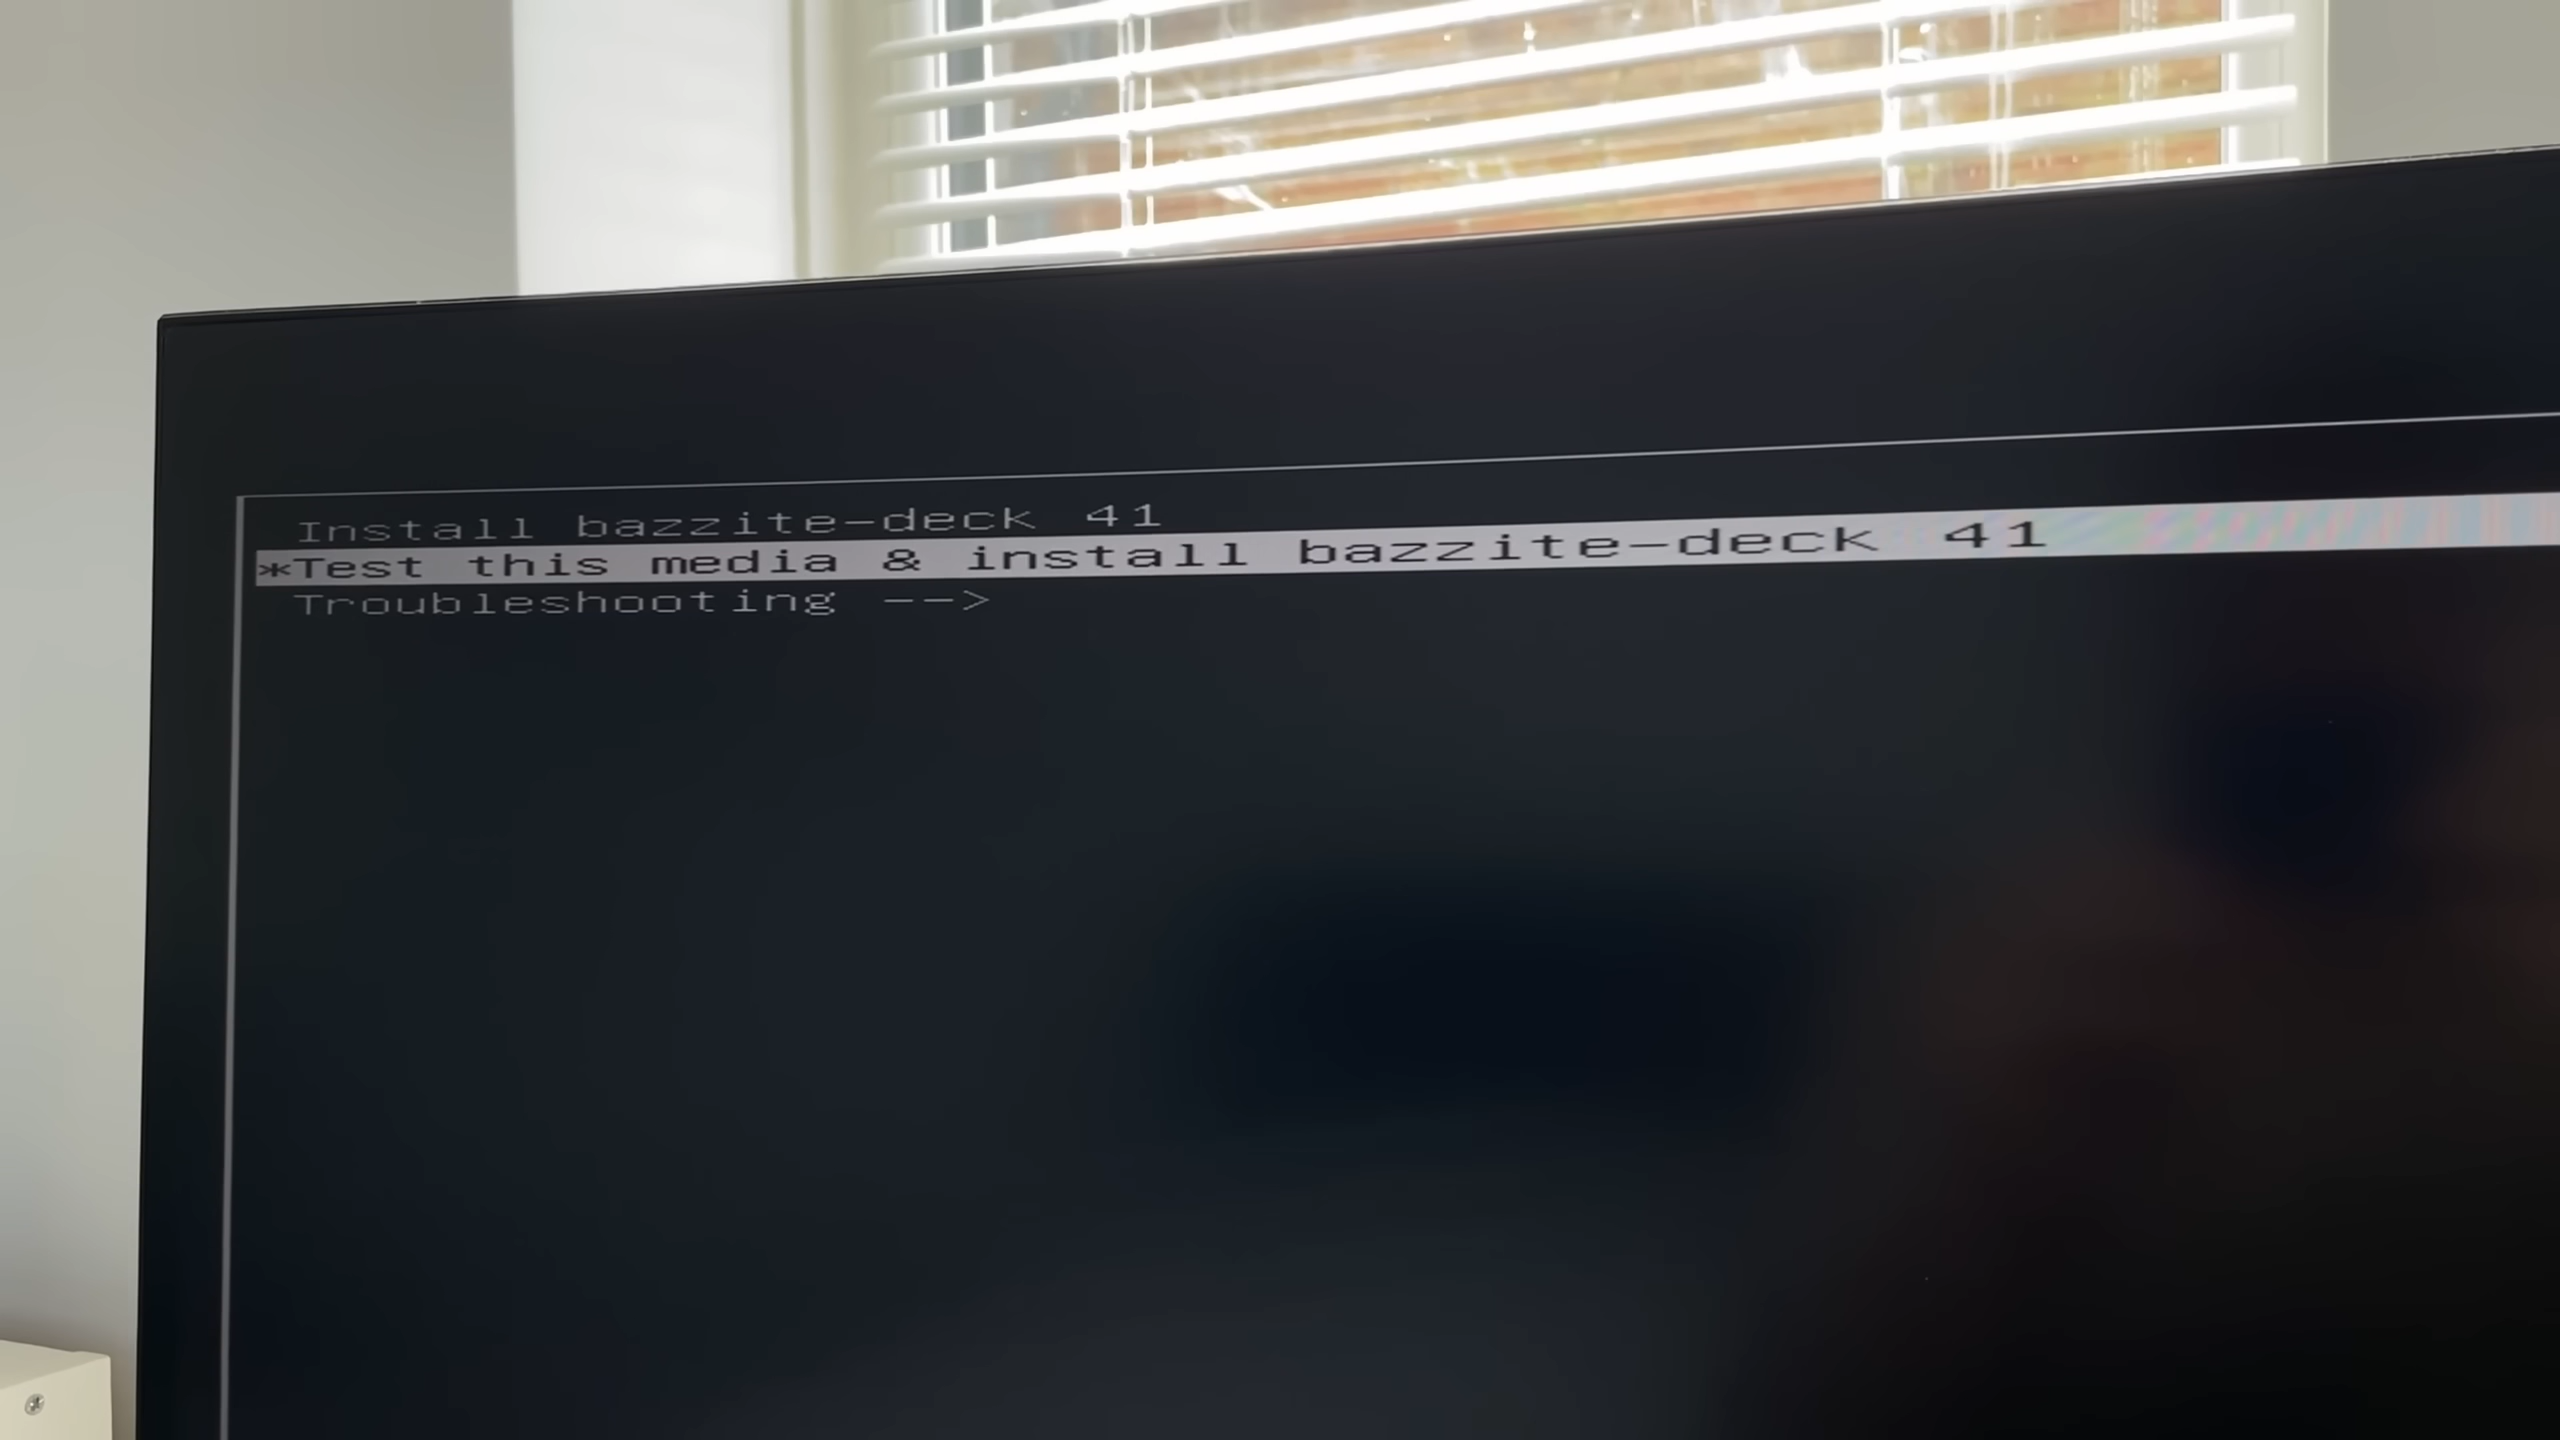 Install bazzite-deck 41
*Test this media & install bazzite-deck 41
Troubleshooting -->